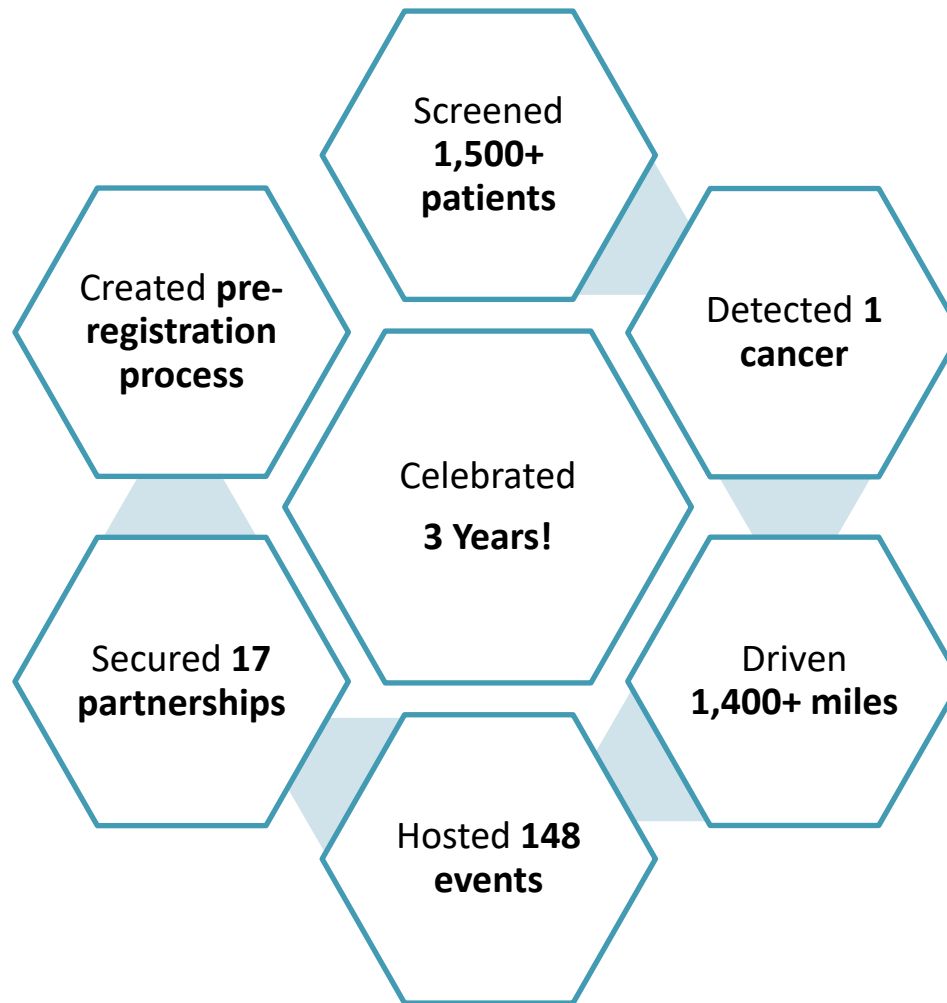 Screened
1,500+
patients
Detected 1
cancer
Driven
1,400+ miles
Hosted 148
events
Secured 17
partnerships
Created pre-
registration
process
Celebrated
3 Years!